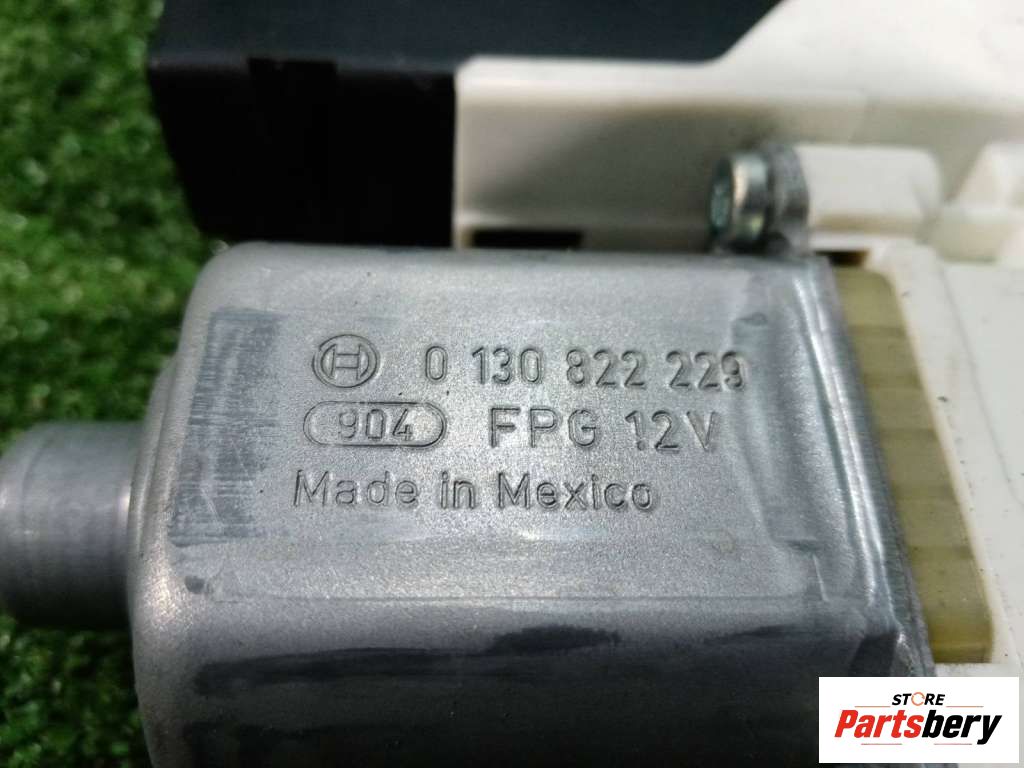 H 0 130 822 229
904 FPG 12V
Made in Mexico
STORE
Partsbery